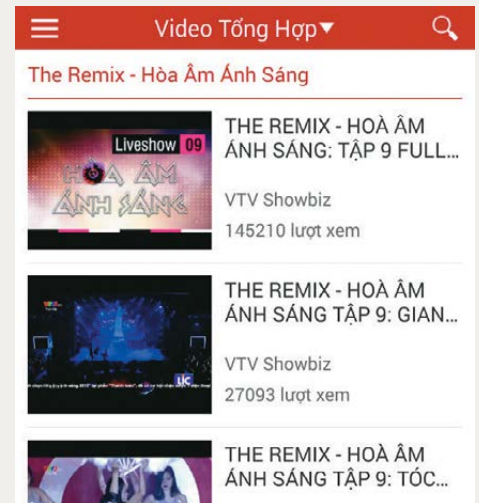 Video Tổng Hợp▼
The Remix - Hòa Âm Ánh Sáng
Liveshow 09
HÒA ÂM
ÁNH SÁNG
THE REMIX - HOÀ ÂM
ÁNH SÁNG: TẬP 9 FULL...
VTV Showbiz
145210 lượt xem
THE REMIX - HOÀ ÂM
ÁNH SÁNG TẬP 9: GIAN...
VTV Showbiz
27093 lượt xem
THE REMIX - HOÀ ÂM
ÁNH SÁNG TẬP 9: TÓC...